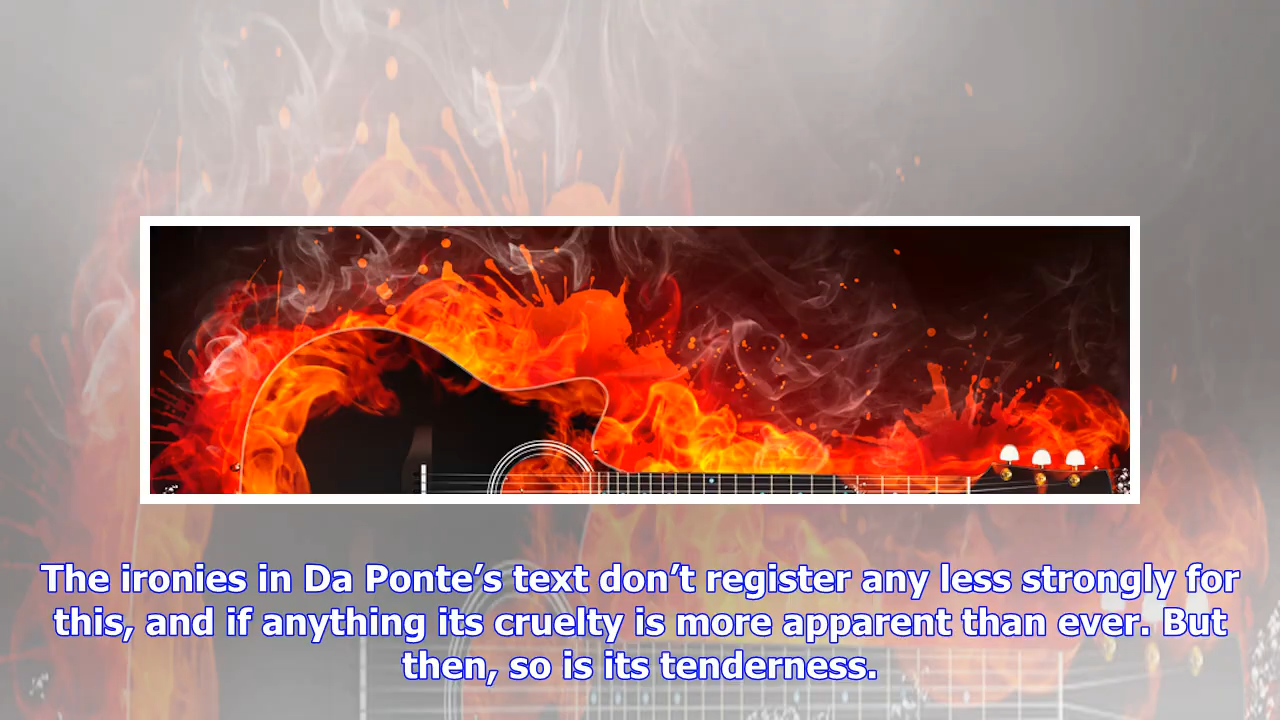 The ironies in Da Ponte’s text don’t register any less strongly for
this, and if anything its cruelty is more apparent than ever. But
then, so is its tenderness.